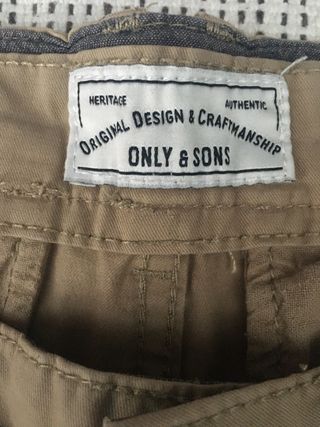 HERITAGE AUTHENTIC
ORIGINAL DESIGN & CRAFTMANSHIP
ONLY & SONS